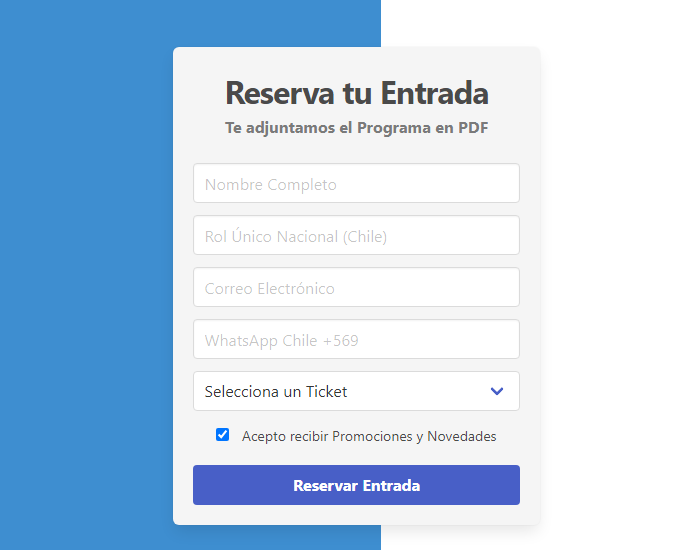 Reserva tu Entrada
Te adjuntamos el Programa en PDF
Nombre Completo
Rol Único Nacional (Chile)
Correo Electrónico
WhatsApp Chile +569
Selecciona un Ticket
Acepto recibir Promociones y Novedades
Reservar Entrada